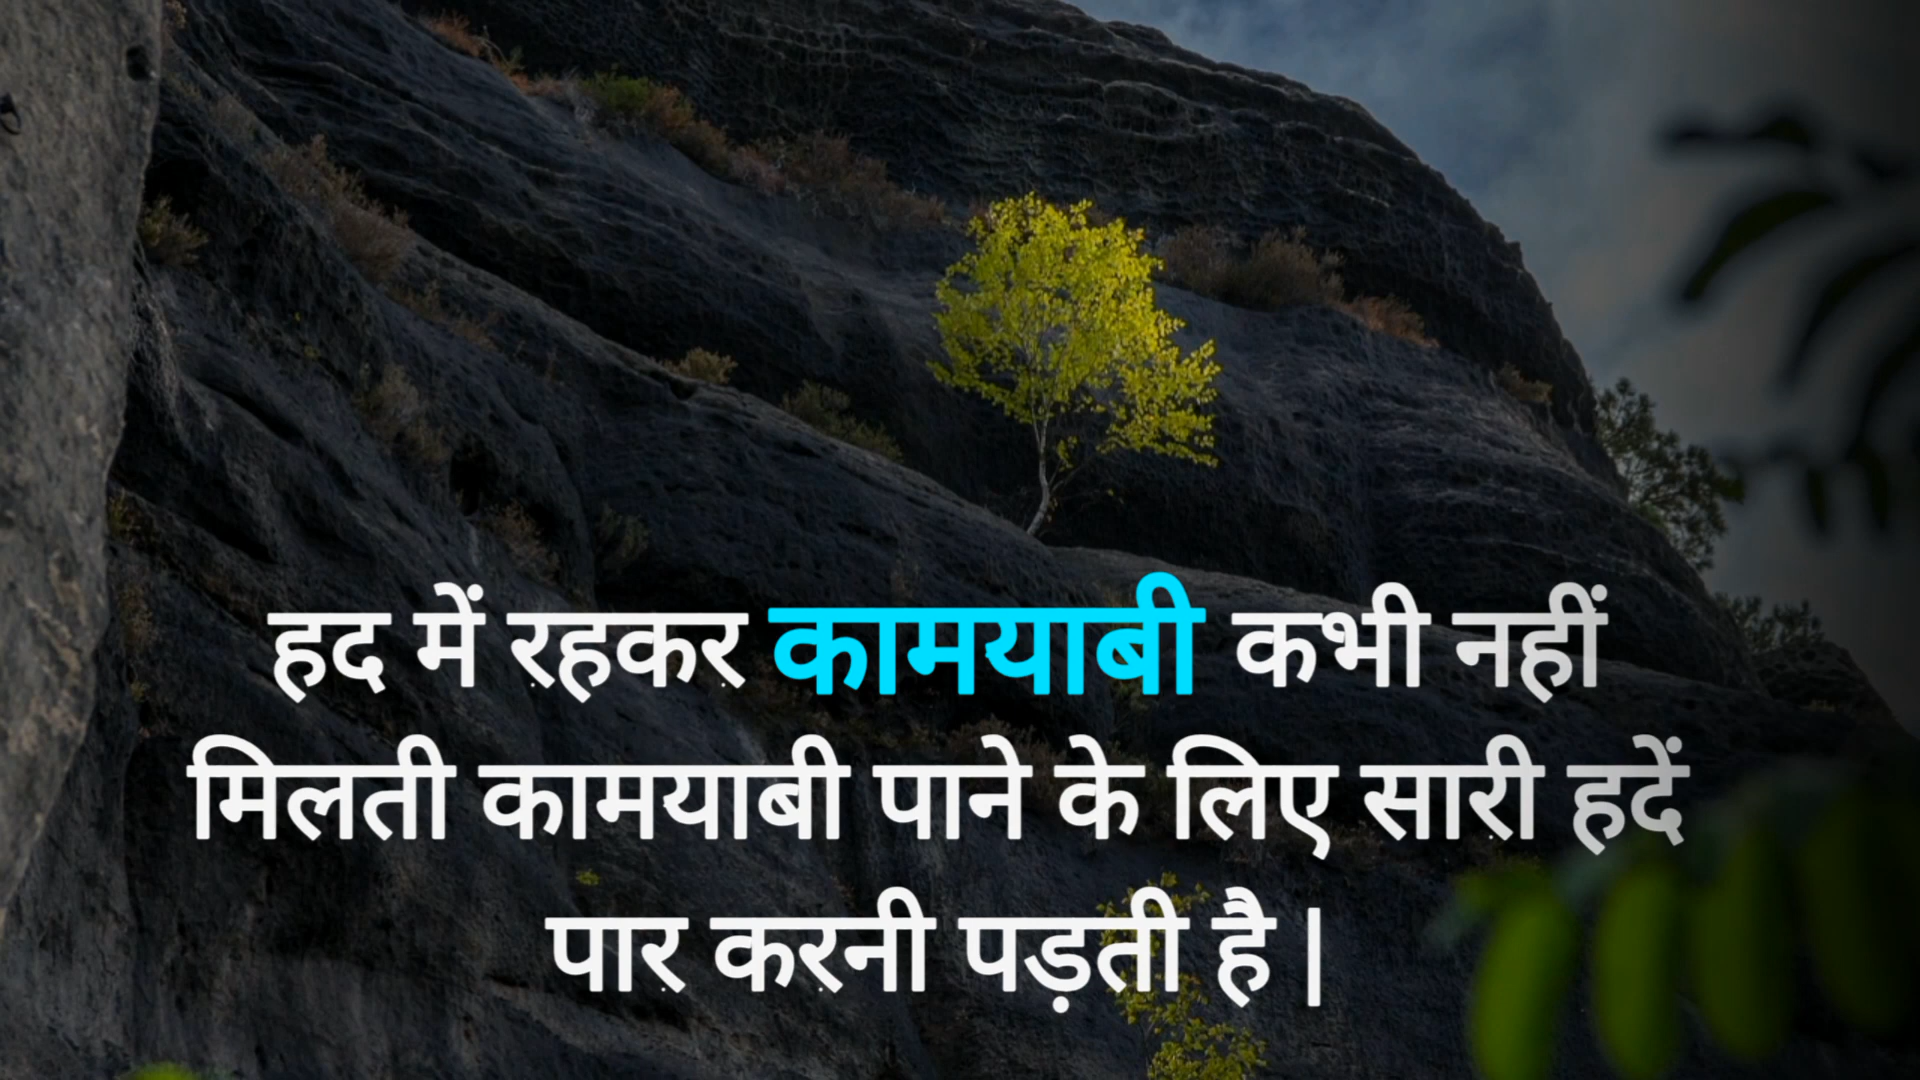 हद में रहकर कामयाबी कभी नहीं
मिलती कामयाबी पाने के लिए सारी हदें
पार करनी पड़ती है |